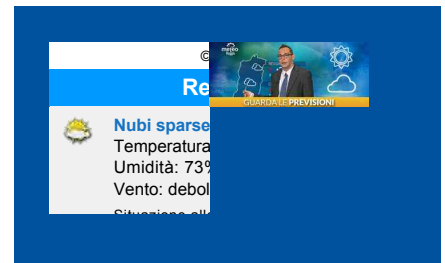 ©
meteo
GUARDA LE PREVISIONI
Re
Nubi sparse
Temperatura
Umidità: 73%
Vento: debol